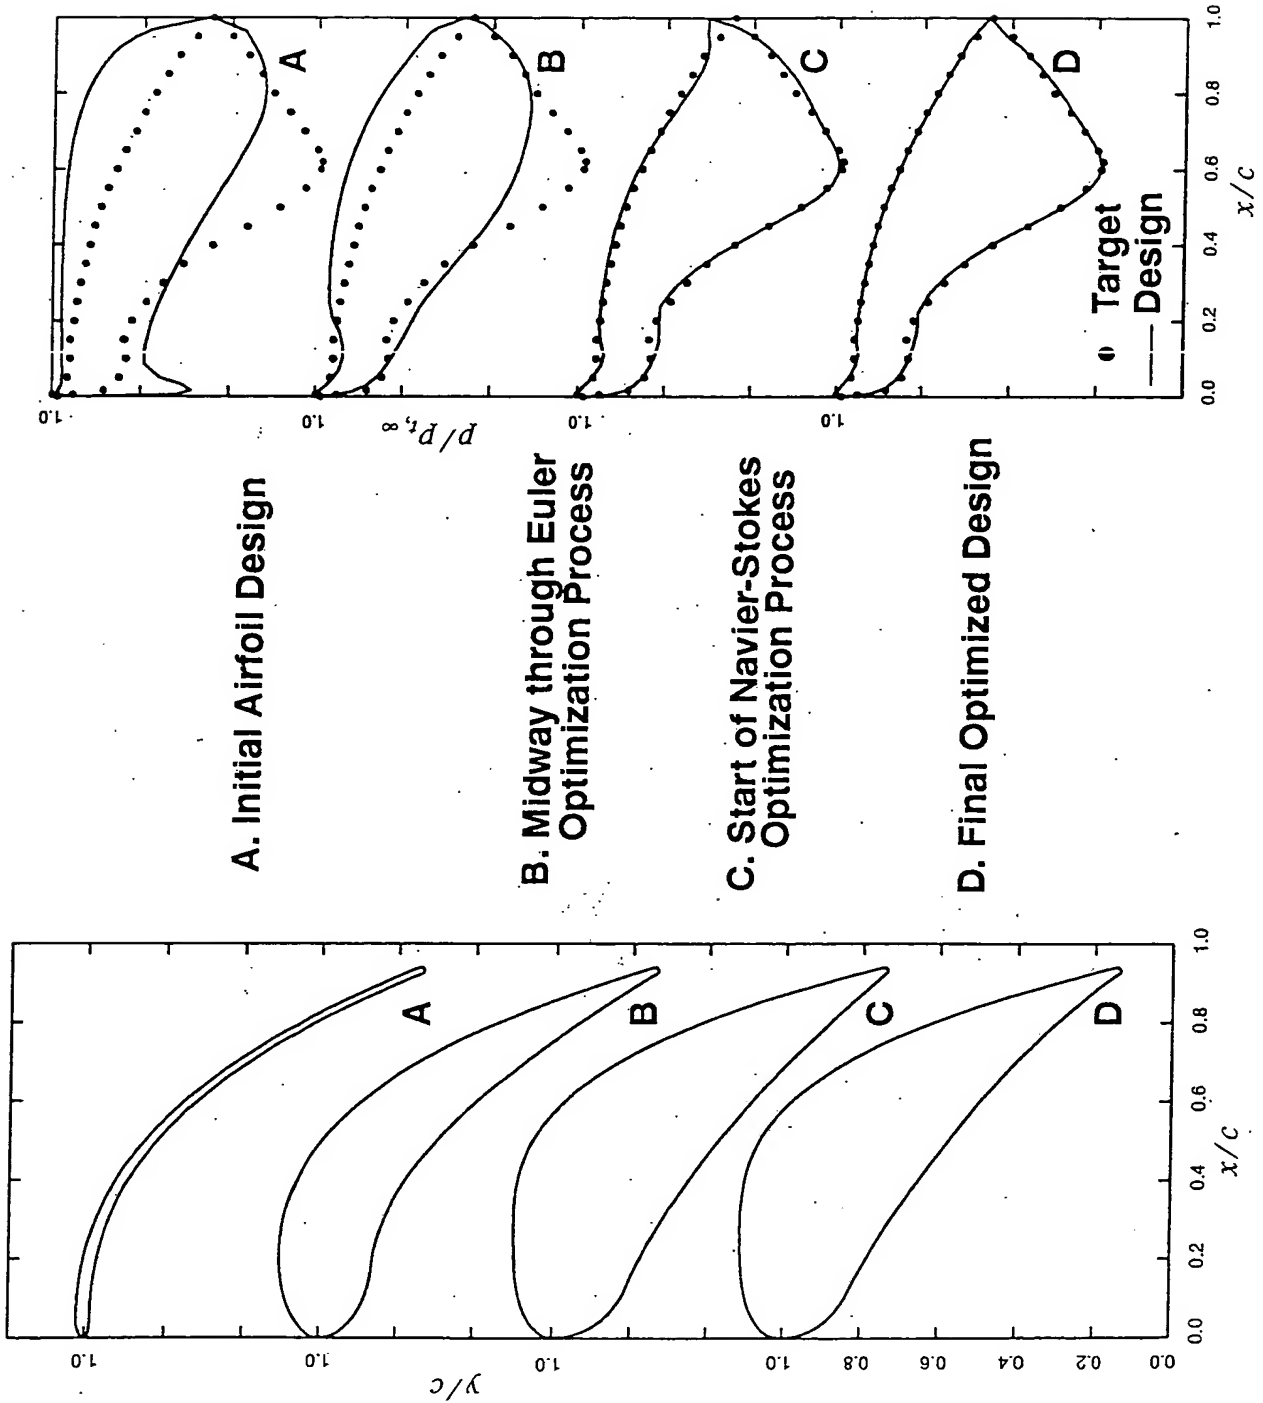 1.0
1.0
1.0
1.0
p/p_{t,∞}
A
B
C
D
Target
Design
0.0
0.2
0.4
0.6
0.8
1.0
x/c
A. Initial Airfoil Design
B. Midway through Euler
Optimization Process
C. Start of Navier-Stokes
Optimization Process
D. Final Optimized Design
y/c
1.0
1.0
1.0
1.0
0.8
0.6
0.4
0.2
0.0
A
B
C
D
0.0
0.2
0.4
0.6
0.8
1.0
x/c